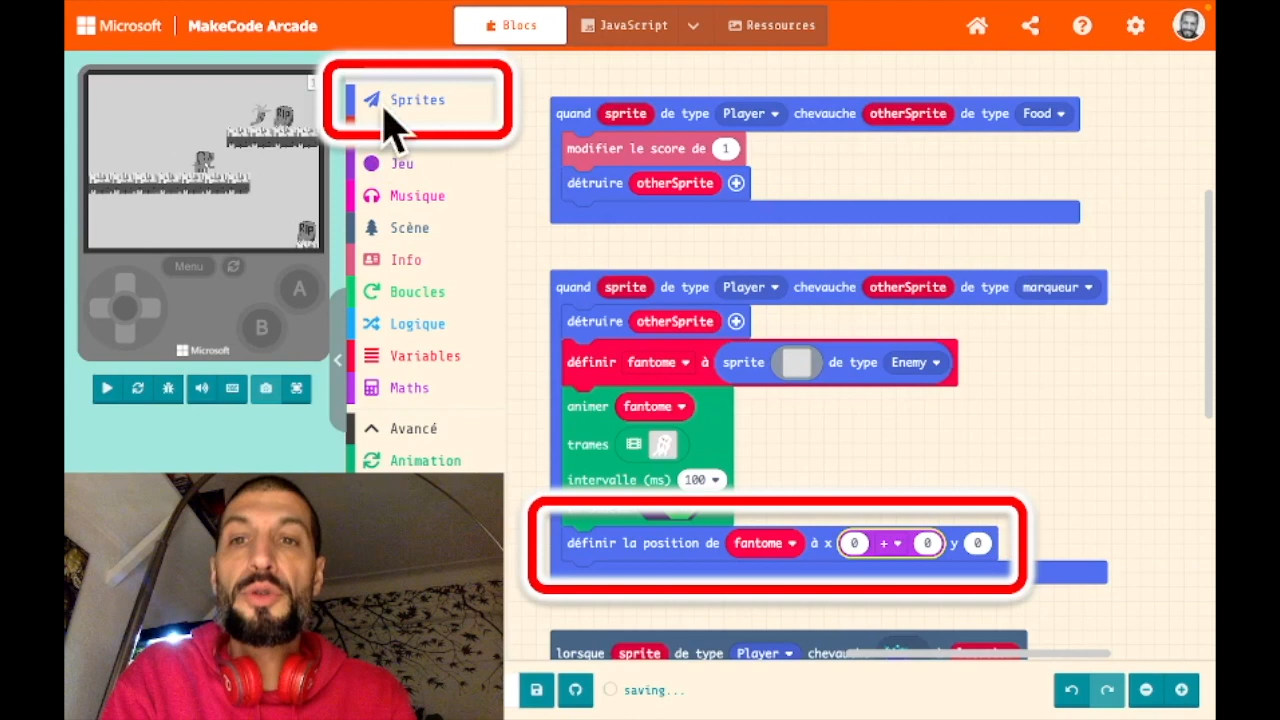 Microsoft MakeCode Arcade Blocs JavaScript Ressources
Sprites
Jeu
Musique
Scène
Info
Boucles
Logique
Variables
Maths
Avancé
Animation
Menu
A
B
Microsoft
quand sprite de type Player chevauche otherSprite de type Food
modifier le score de 1
détruire otherSprite
quand sprite de type Player chevauche otherSprite de type marqueur
détruire otherSprite
définir fantome à sprite de type Enemy
animer fantome
trames
intervalle (ms) 100
définir la position de fantome à x 0 + 0 y 0
lorsque sprite de type Player
saving...